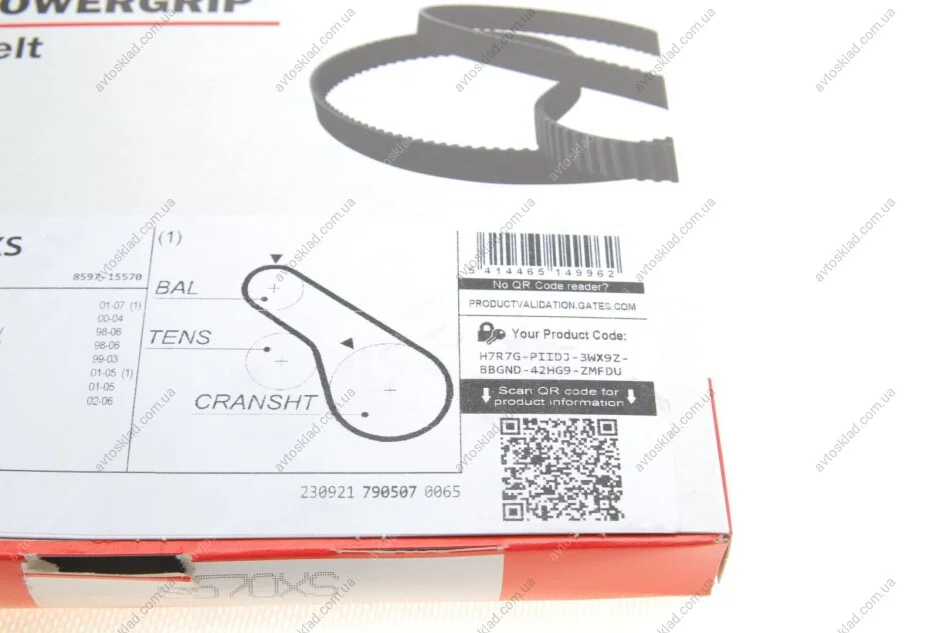 OWERGRIP
elt
XS
8597-15570
01-07 (1)
00-04
98-06
98-06
99-03
01-05 (1)
01-05
02-06
(1)
BAL
TENS
CRANSHT
230921 790507 0065
5 414465 149962
No QR Code reader?
PRODUCTVALIDATION.GATES.COM
Your Product Code:
H7R7G-PIIDJ-3WX9Z-
BBGND-42HG9-ZMFDU
Scan QR code for
product information
570XS
avtosklad.com.ua